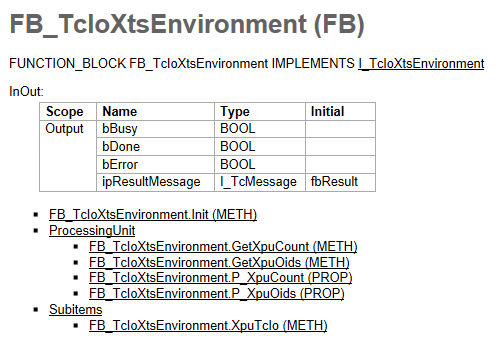 FB_TcIoXtsEnvironment (FB)
FUNCTION_BLOCK FB_TcIoXtsEnvironment IMPLEMENTS I_TcIoXtsEnvironment
InOut:
Scope Name Type Initial
Output bBusy BOOL
bDone BOOL
bError BOOL
ipResultMessage I_TcMessage fbResult
FB_TcIoXtsEnvironment.Init (METH)
ProcessingUnit
FB_TcIoXtsEnvironment.GetXpuCount (METH)
FB_TcIoXtsEnvironment.GetXpuOids (METH)
FB_TcIoXtsEnvironment.P_XpuCount (PROP)
FB_TcIoXtsEnvironment.P_XpuOids (PROP)
Subitems
FB_TcIoXtsEnvironment.XpuTcIo (METH)